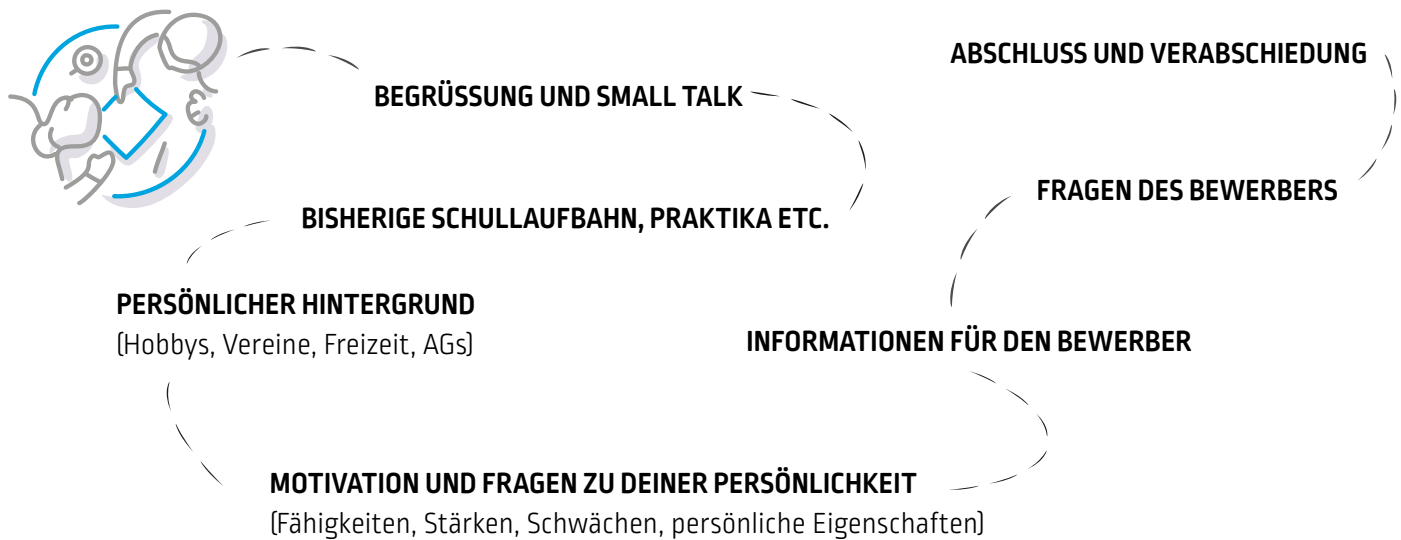 BEGRÜSSUNG UND SMALL TALK
BISHERIGE SCHULLAUFBAHN, PRAKTIKA ETC.
PERSÖNLICHER HINTERGRUND
(Hobbys, Vereine, Freizeit, AGs)
MOTIVATION UND FRAGEN ZU DEINER PERSÖNLICHKEIT
(Fähigkeiten, Stärken, Schwächen, persönliche Eigenschaften)
INFORMATIONEN FÜR DEN BEWERBER
FRAGEN DES BEWERBERS
ABSCHLUSS UND VERABSCHIEDUNG